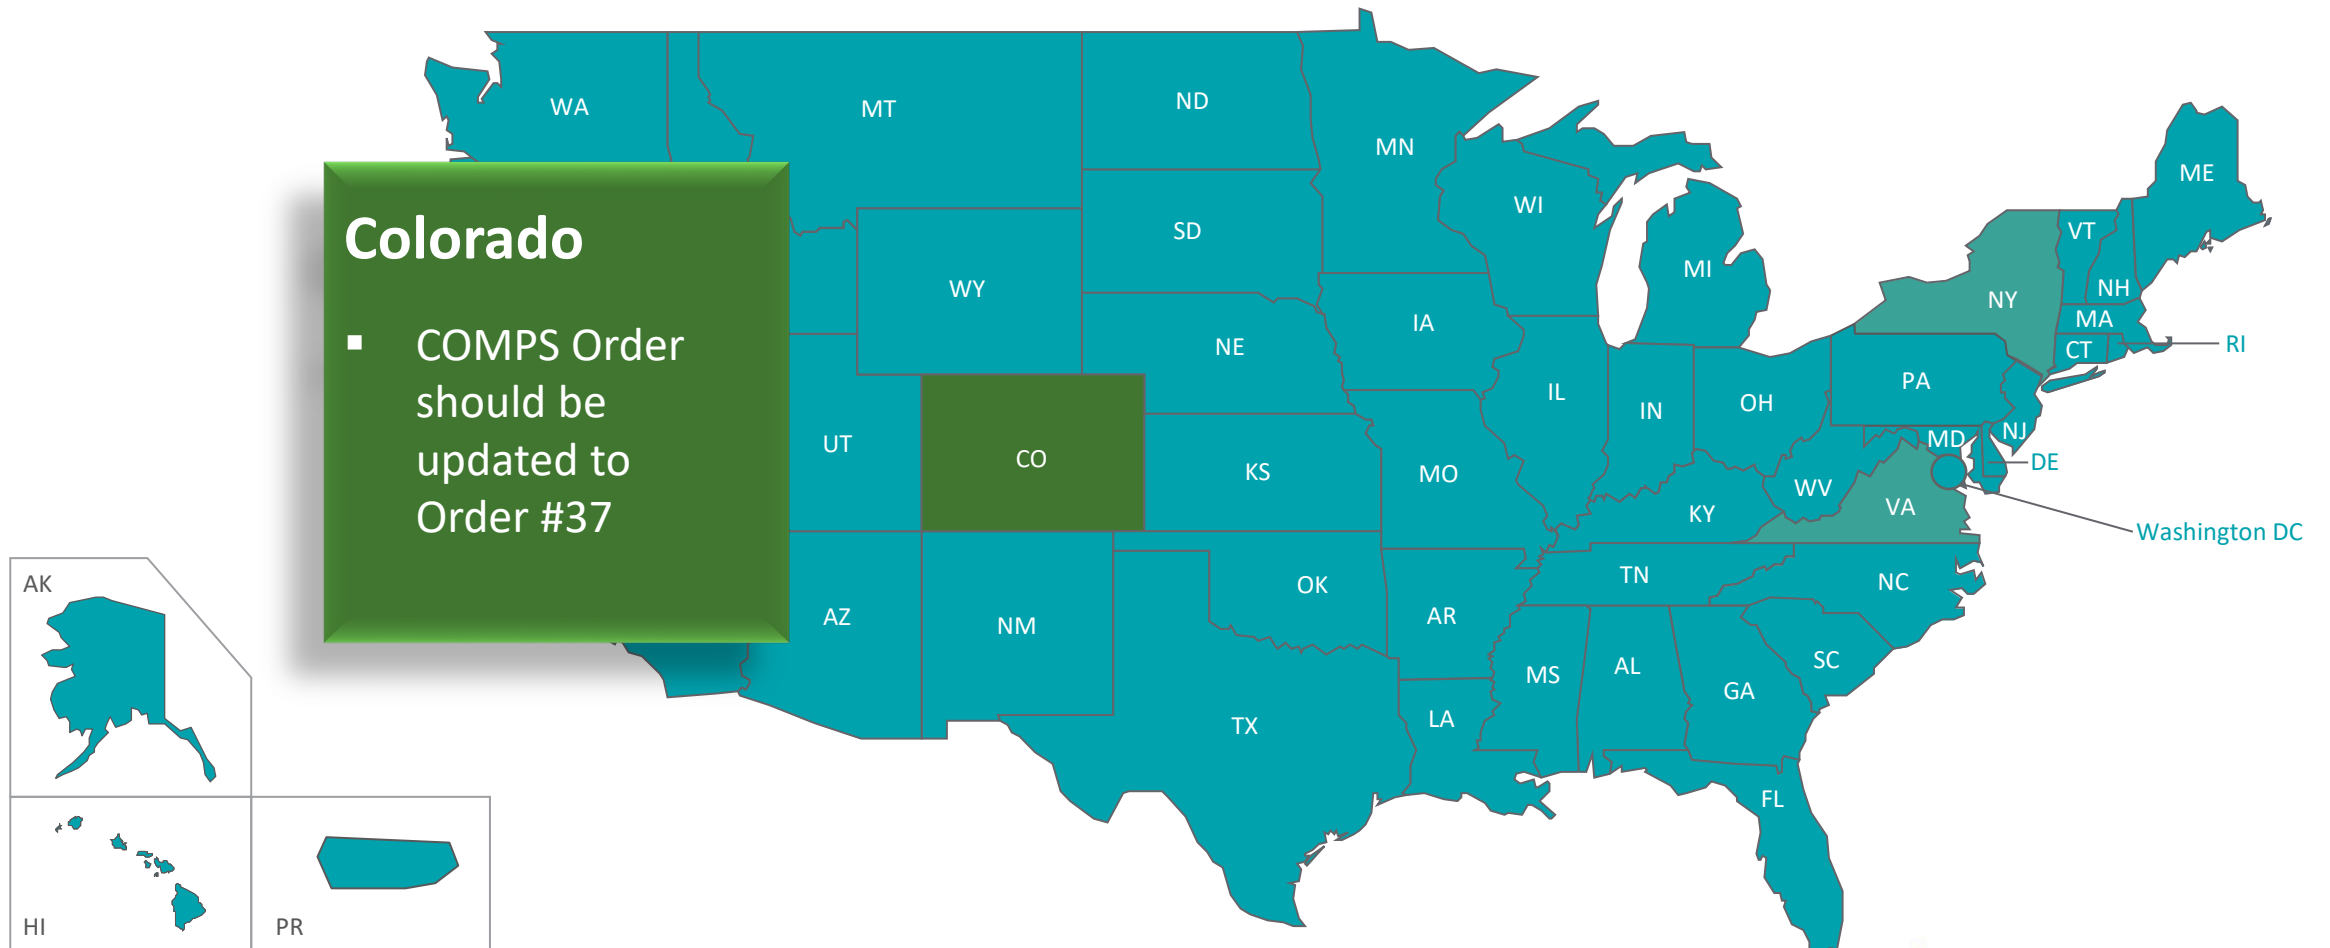 Colorado
▪ COMPS Order
should be
updated to
Order #37
WA
MT
ND
MN
WI
MI
ME
VT
NH
NY
MA
CT
RI
SD
WY
IA
NE
PA
IL
IN
OH
NJ
MD
DE
UT
CO
KS
MO
WV
VA
KY
Washington DC
AZ
NM
OK
AR
TN
NC
SC
MS
AL
GA
TX
LA
FL
AK
HI
PR